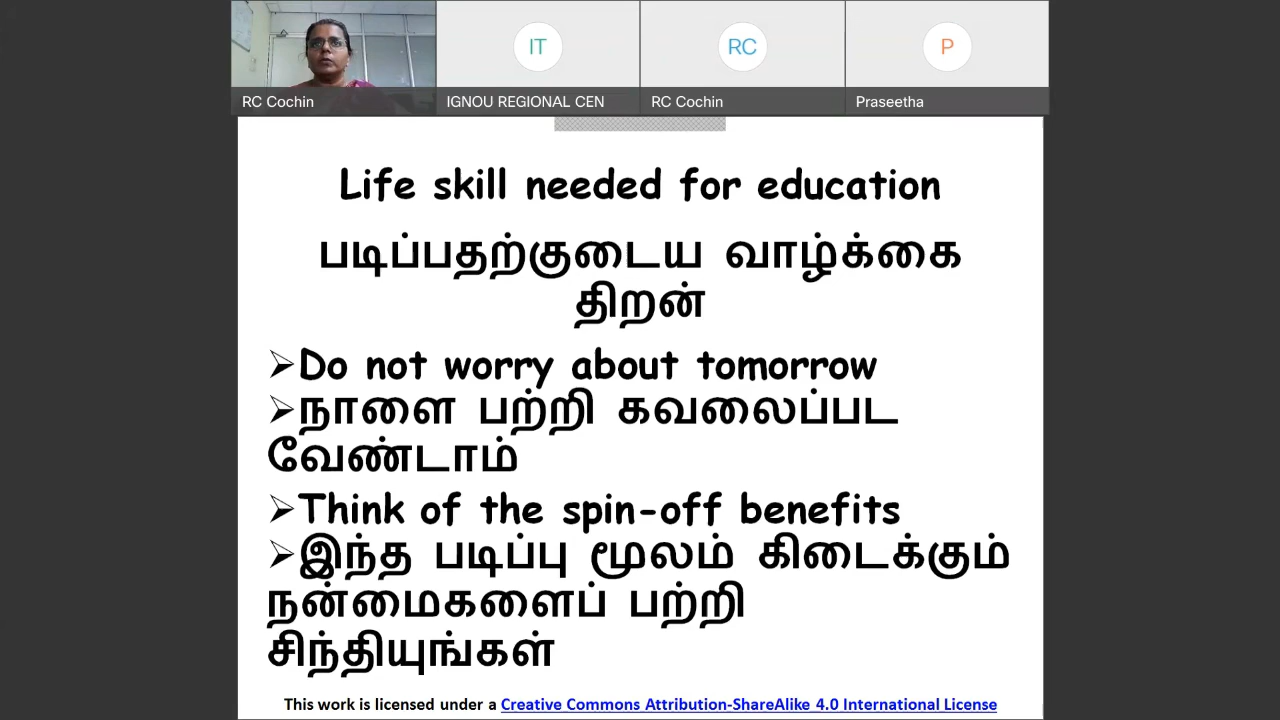 IT
RC
P
RC Cochin
IGNOU REGIONAL CEN
RC Cochin
Praseetha
Life skill needed for education
படிப்பதற்குடைய வாழ்க்கை
திறன்
➢Do not worry about tomorrow
➢நாளை பற்றி கவலைப்பட
வேண்டாம்
➢Think of the spin-off benefits
➢இந்த படிப்பு மூலம் கிடைக்கும்
நன்மைகளைப் பற்றி
சிந்தியுங்கள்
This work is licensed under a Creative Commons Attribution-ShareAlike 4.0 International License